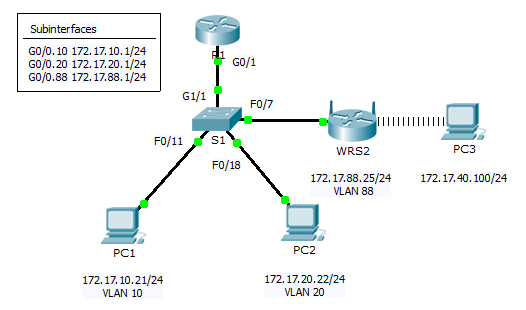 Subinterfaces
G0/0.10 172.17.10.1/24
G0/0.20 172.17.20.1/24
G0/0.88 172.17.88.1/24
R1
G0/1
G1/1
F0/7
S1
F0/11
F0/18
WRS2
PC3
172.17.88.25/24
VLAN 88
172.17.40.100/24
PC1
PC2
172.17.10.21/24
VLAN 10
172.17.20.22/24
VLAN 20